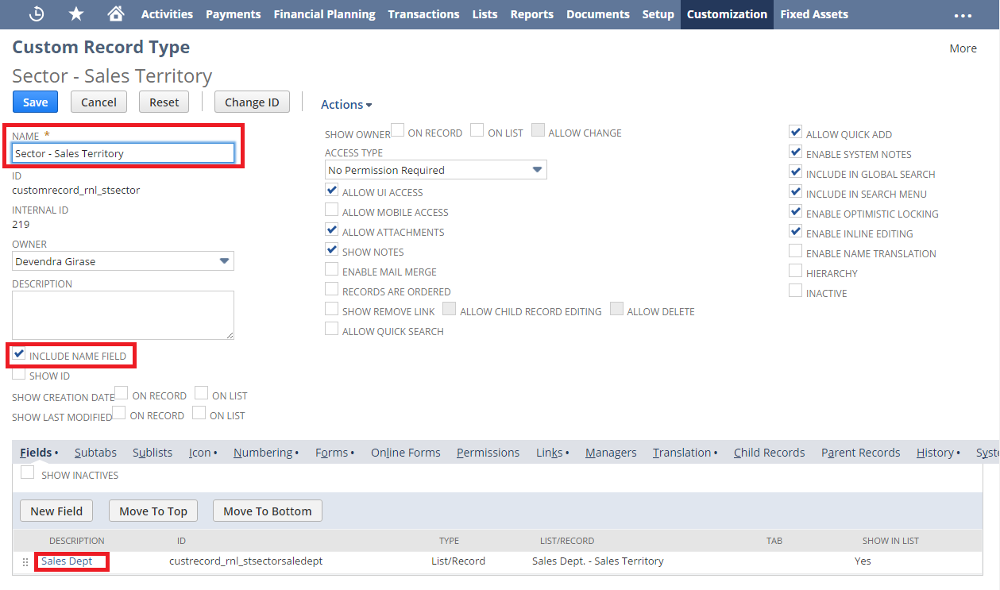 Activities Payments Financial Planning Transactions Lists Reports Documents Setup Customization Fixed Assets
Custom Record Type
More
Sector - Sales Territory
Save Cancel Reset Change ID Actions
NAME *
Sector - Sales Territory
ID
customrecord_rnl_stsector
INTERNAL ID
219
OWNER
Devendra Girase
DESCRIPTION
INCLUDE NAME FIELD
SHOW ID
SHOW CREATION DATE ON RECORD ON LIST
SHOW LAST MODIFIED ON RECORD ON LIST
SHOW OWNER ON RECORD ON LIST ALLOW CHANGE
ACCESS TYPE
No Permission Required
ALLOW UI ACCESS
ALLOW MOBILE ACCESS
ALLOW ATTACHMENTS
SHOW NOTES
ENABLE MAIL MERGE
RECORDS ARE ORDERED
SHOW REMOVE LINK ALLOW CHILD RECORD EDITING ALLOW DELETE
ALLOW QUICK SEARCH
ALLOW QUICK ADD
ENABLE SYSTEM NOTES
INCLUDE IN GLOBAL SEARCH
INCLUDE IN SEARCH MENU
ENABLE OPTIMISTIC LOCKING
ENABLE INLINE EDITING
ENABLE NAME TRANSLATION
HIERARCHY
INACTIVE
Fields • Subtabs Sublists Icon • Numbering • Forms • Online Forms Permissions Links • Managers Translation • Child Records Parent Records History • Syste
SHOW INACTIVES
New Field Move To Top Move To Bottom
DESCRIPTION ID TYPE LIST/RECORD TAB SHOW IN LIST
Sales Dept custrecord_rnl_stsectorsaledept List/Record Sales Dept. - Sales Territory Yes